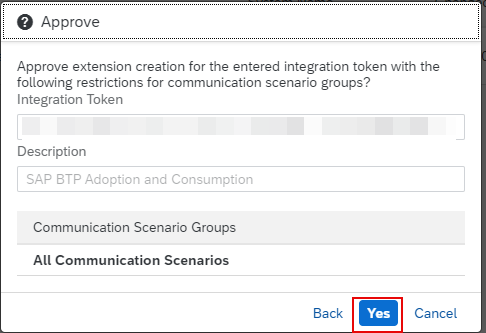 Approve
Approve extension creation for the entered integration token with the
following restrictions for communication scenario groups?
Integration Token
Description
SAP BTP Adoption and Consumption
Communication Scenario Groups
All Communication Scenarios
Back Yes Cancel